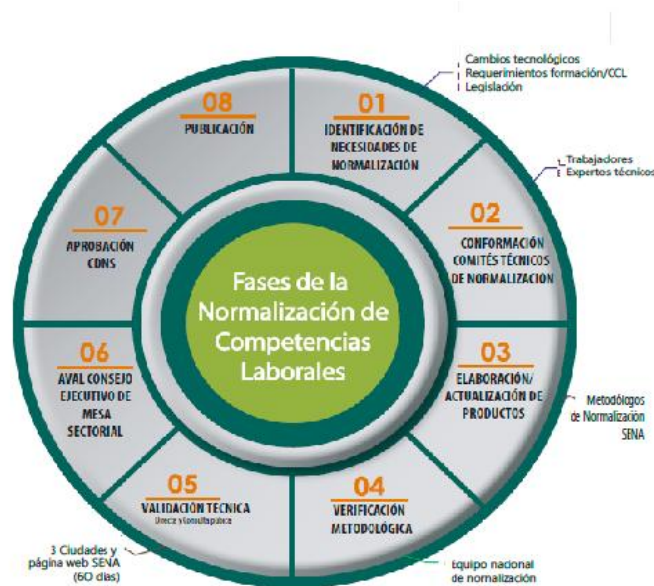 Cambios tecnológicos
Requerimientos formación/CCL
Legislación
08
PUBLICACIÓN
01
IDENTIFICACIÓN DE
NECESIDADES DE
NORMALIZACIÓN
Trabajadores
Expertos técnicos
07
APROBACIÓN
CDNS
02
CONFORMACIÓN
COMITÉS TÉCNICOS
DE NORMALIZACIÓN
Fases de la
Normalización de
Competencias
Laborales
06
AVAL CONSEJO
EJECUTIVO DE
MESA
SECTORIAL
03
ELABORACIÓN/
ACTUALIZACIÓN DE
PRODUCTOS
Metodólogos
de Normalización
SENA
05
VALIDACIÓN TÉCNICA
Directa y Consulta pública
04
VERIFICACIÓN
METODOLÓGICA
3 Ciudades y
página web SENA
(60 días)
Equipo nacional
de normalización